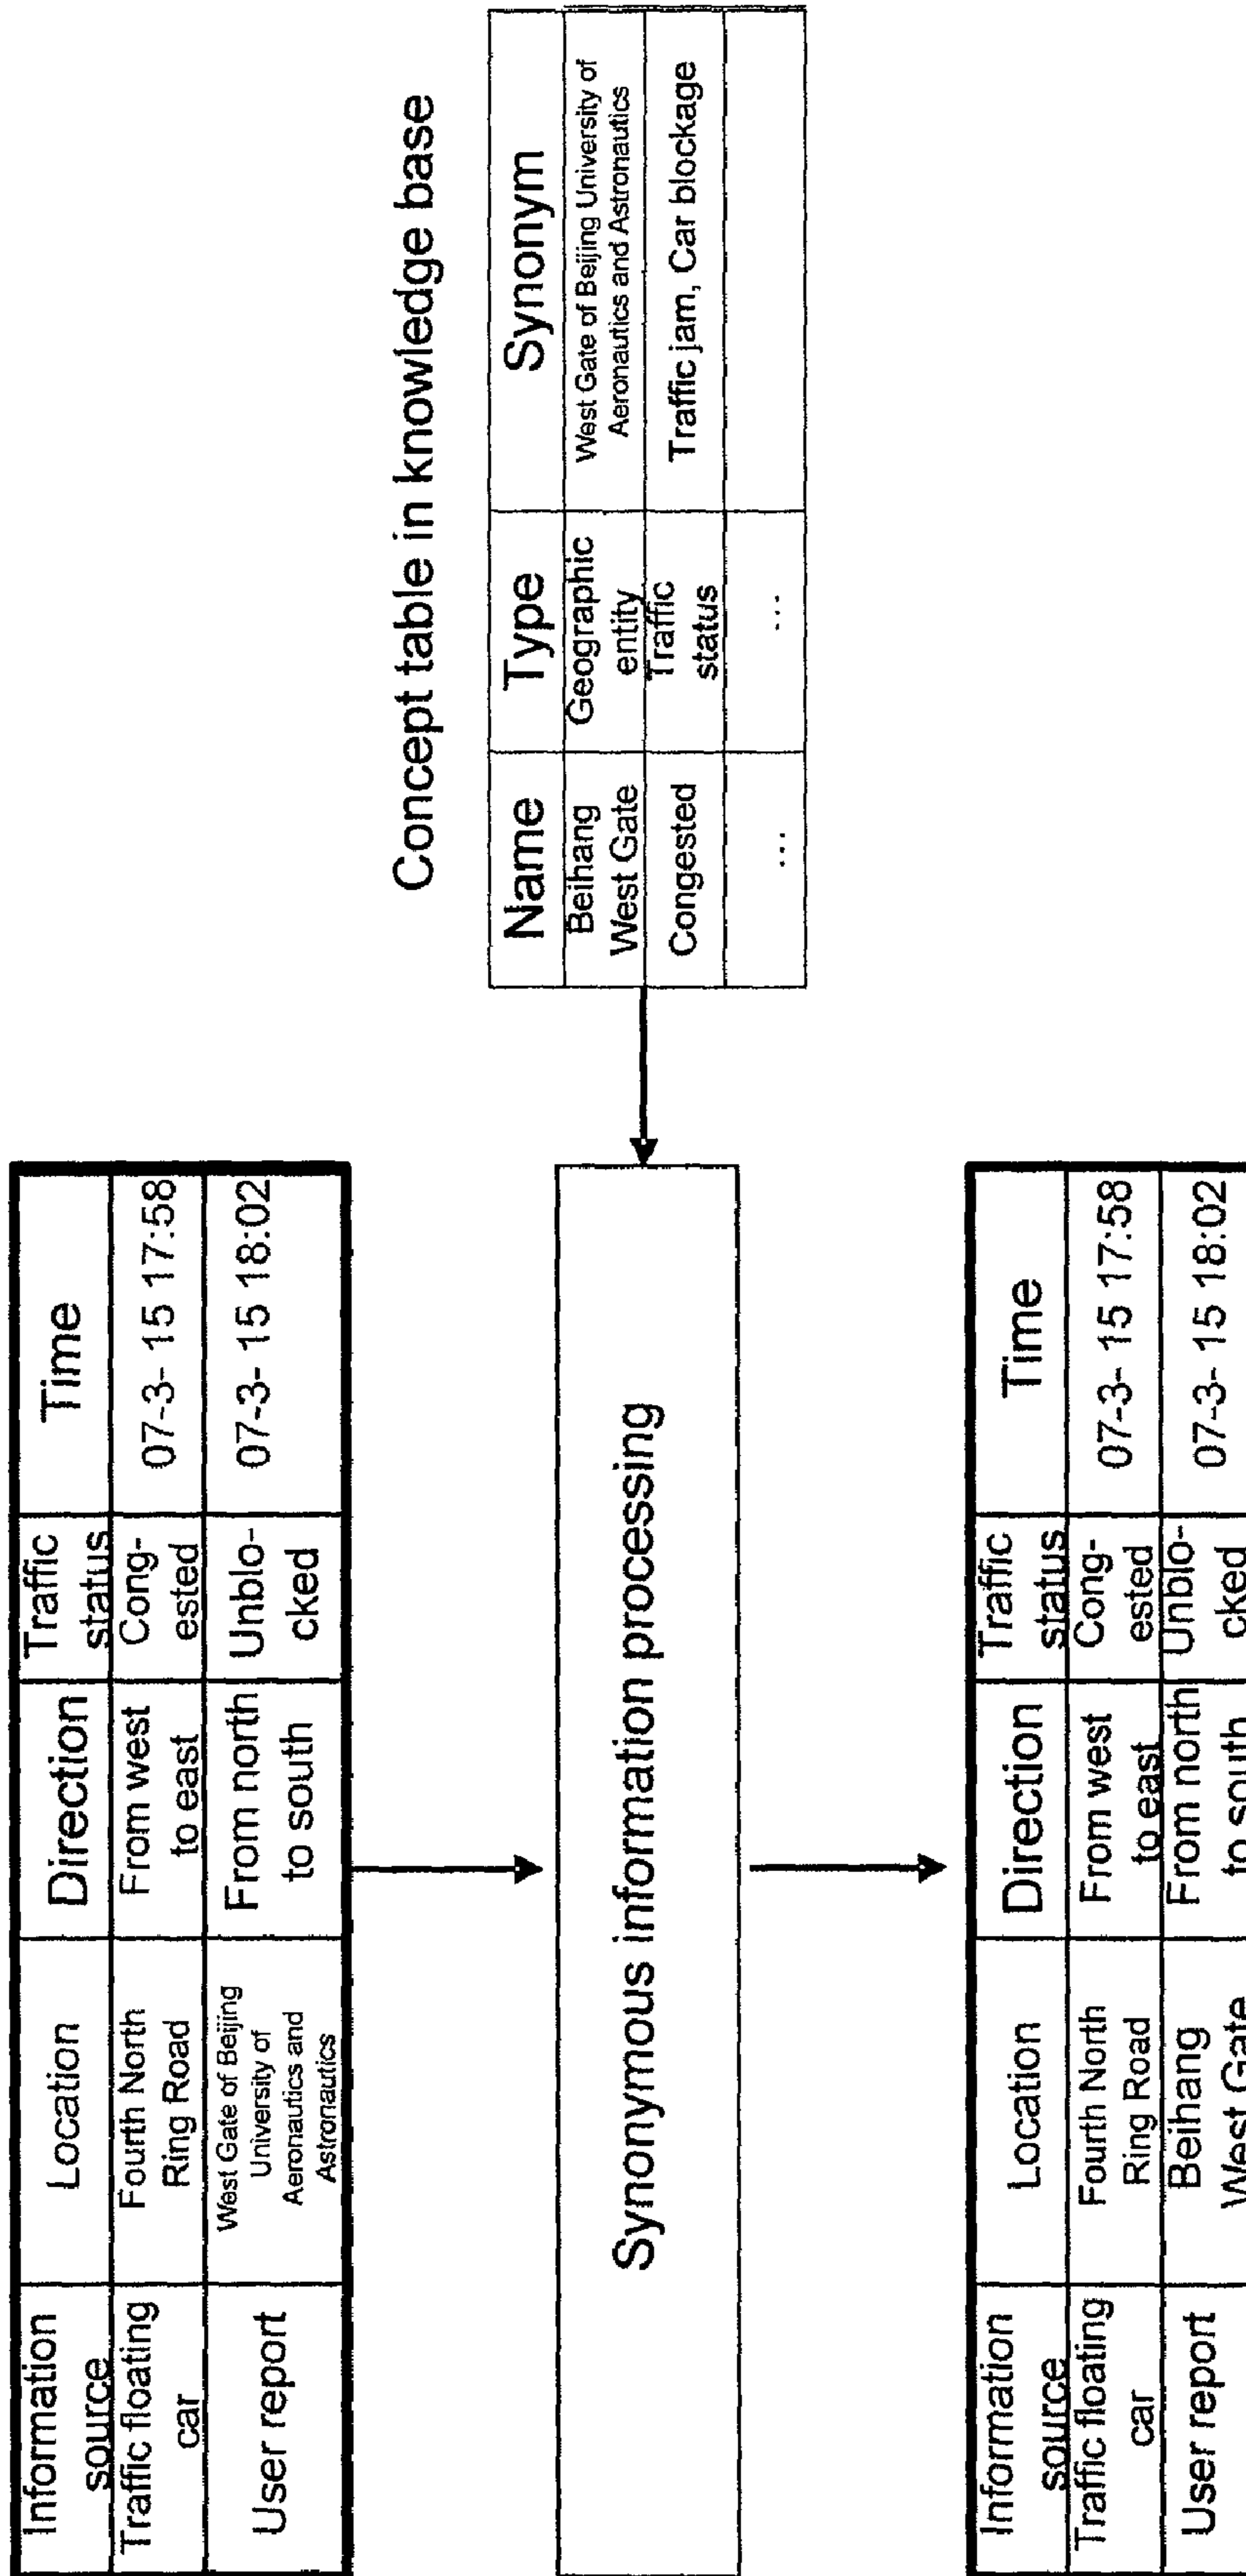 Information source
Location
Direction
Traffic status
Time
Traffic floating car
Fourth North Ring Road
From west to east
Cong-ested
07-3- 15 17:58
User report
West Gate of Beijing University of Aeronautics and Astronautics
From north to south
Unblo-cked
07-3- 15 18:02
Concept table in knowledge base
Name
Type
Synonym
Beihang West Gate
Geographic entity
West Gate of Beijing University of Aeronautics and Astronautics
Congested
Traffic status
Traffic jam, Car blockage
...
...
Synonymous information processing
Information source
Location
Direction
Traffic status
Time
Traffic floating car
Fourth North Ring Road
From west to east
Cong-ested
07-3- 15 17:58
User report
Beihang West Gate
From north to south
Unblo-cked
07-3- 15 18:02